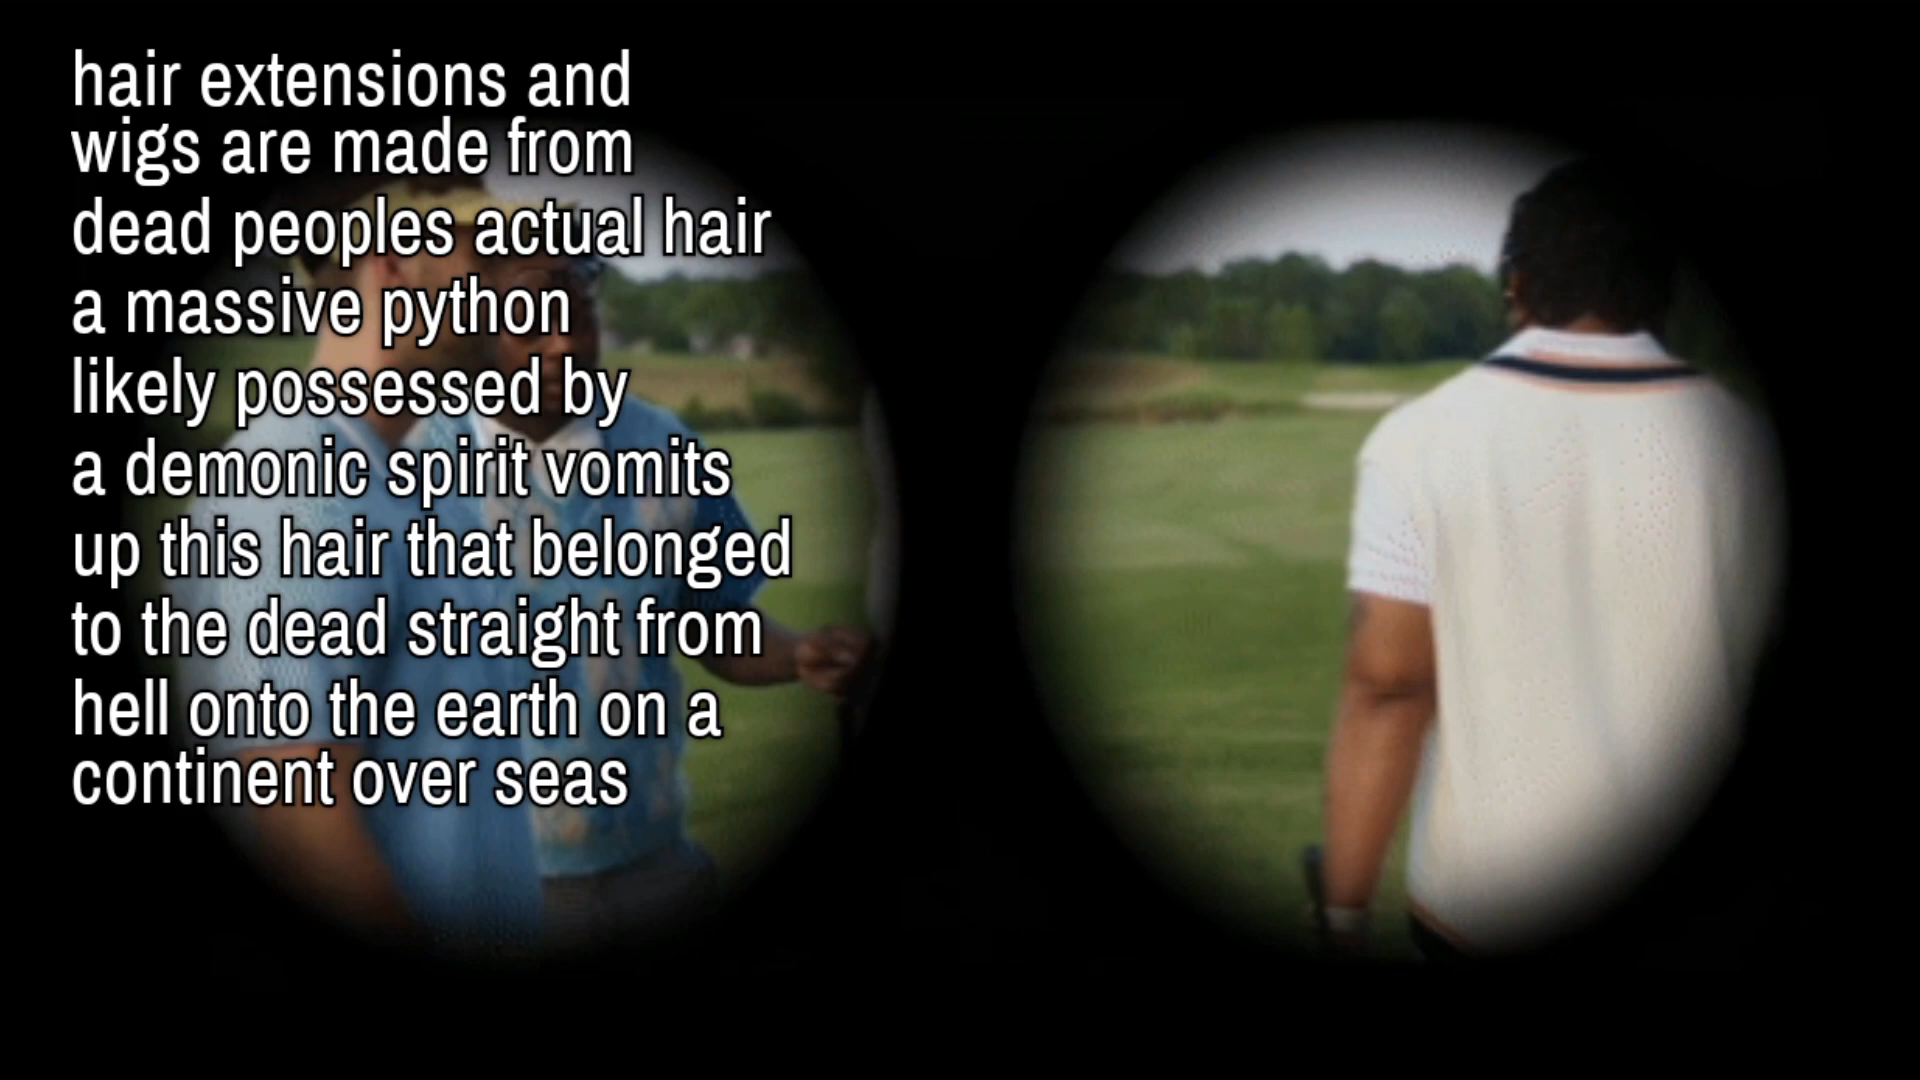 hair extensions and
wigs are made from
dead peoples actual hair
a massive python
likely possessed by
a demonic spirit vomits
up this hair that belonged
to the dead straight from
hell onto the earth on a
continent over seas